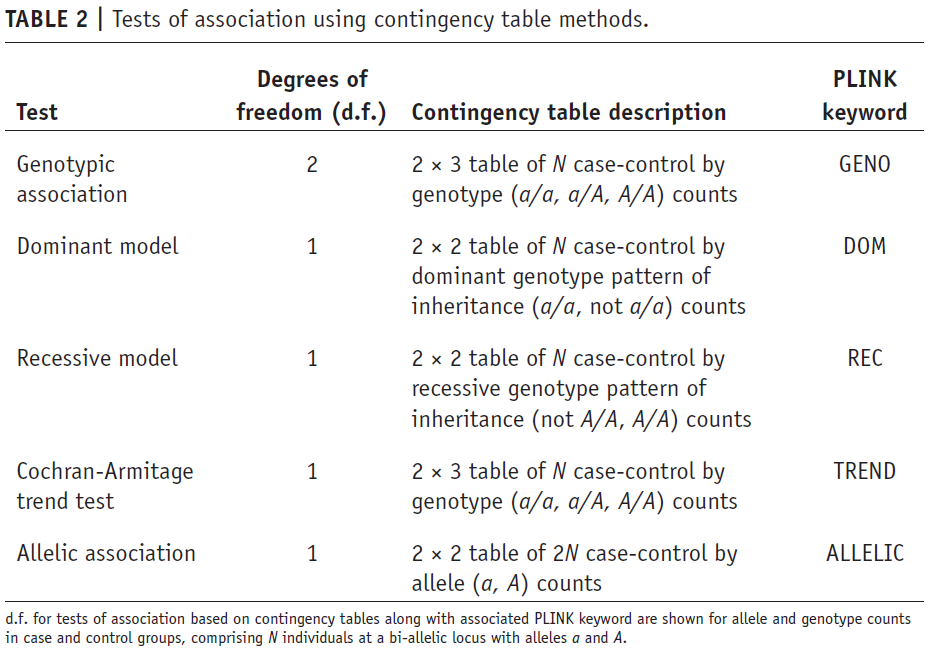 TABLE 2 | Tests of association using contingency table methods.
Test
Degrees of
freedom (d.f.)
Contingency table description
PLINK
keyword
Genotypic
association
2
2 × 3 table of N case-control by
genotype (a/a, a/A, A/A) counts
GENO
Dominant model
1
2 × 2 table of N case-control by
dominant genotype pattern of
inheritance (a/a, not a/a) counts
DOM
Recessive model
1
2 × 2 table of N case-control by
recessive genotype pattern of
inheritance (not A/A, A/A) counts
REC
Cochran-Armitage
trend test
1
2 × 3 table of N case-control by
genotype (a/a, a/A, A/A) counts
TREND
Allelic association
1
2 × 2 table of 2N case-control by
allele (a, A) counts
ALLELIC
d.f. for tests of association based on contingency tables along with associated PLINK keyword are shown for allele and genotype counts
in case and control groups, comprising N individuals at a bi-allelic locus with alleles a and A.